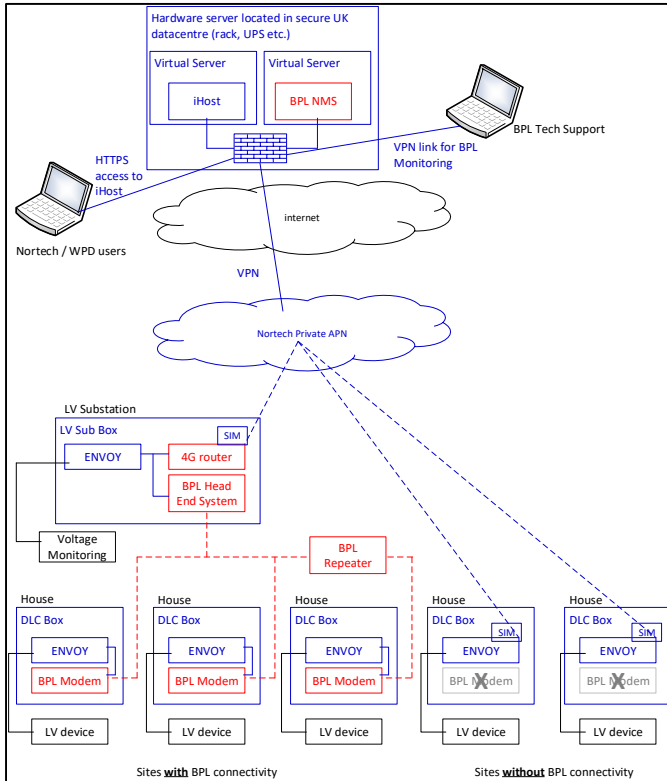 Hardware server located in secure UK
datacentre (rack, UPS etc.)
Virtual Server
Virtual Server
iHost
BPL NMS
BPL Tech Support
VPN link for BPL
Monitoring
HTTPS
access to
iHost
internet
Nortech / WPD users
VPN
Nortech Private APN
LV Substation
LV Sub Box
SIM
ENVOY
4G router
BPL Head
End System
Voltage
Monitoring
BPL
Repeater
House
House
House
House
House
DLC Box
DLC Box
DLC Box
DLC Box
DLC Box
SIM
SIM
ENVOY
ENVOY
ENVOY
ENVOY
ENVOY
BPL Modem
BPL Modem
BPL Modem
BPL Modem
X
BPL Modem
X
LV device
LV device
LV device
LV device
LV device
Sites with BPL connectivity
Sites without BPL connectivity